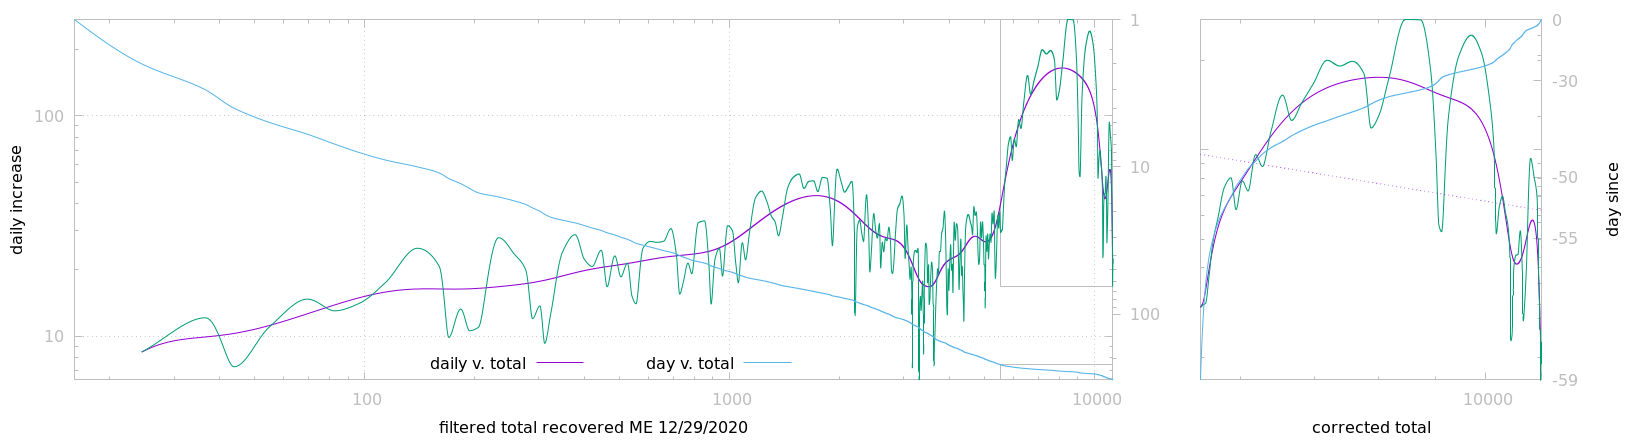 1
0
100
10
-30
daily increase
10
-50
day since
-55
100
10
daily v. total
day v. total
-59
100
1000
10000
10000
filtered total recovered ME 12/29/2020
corrected total